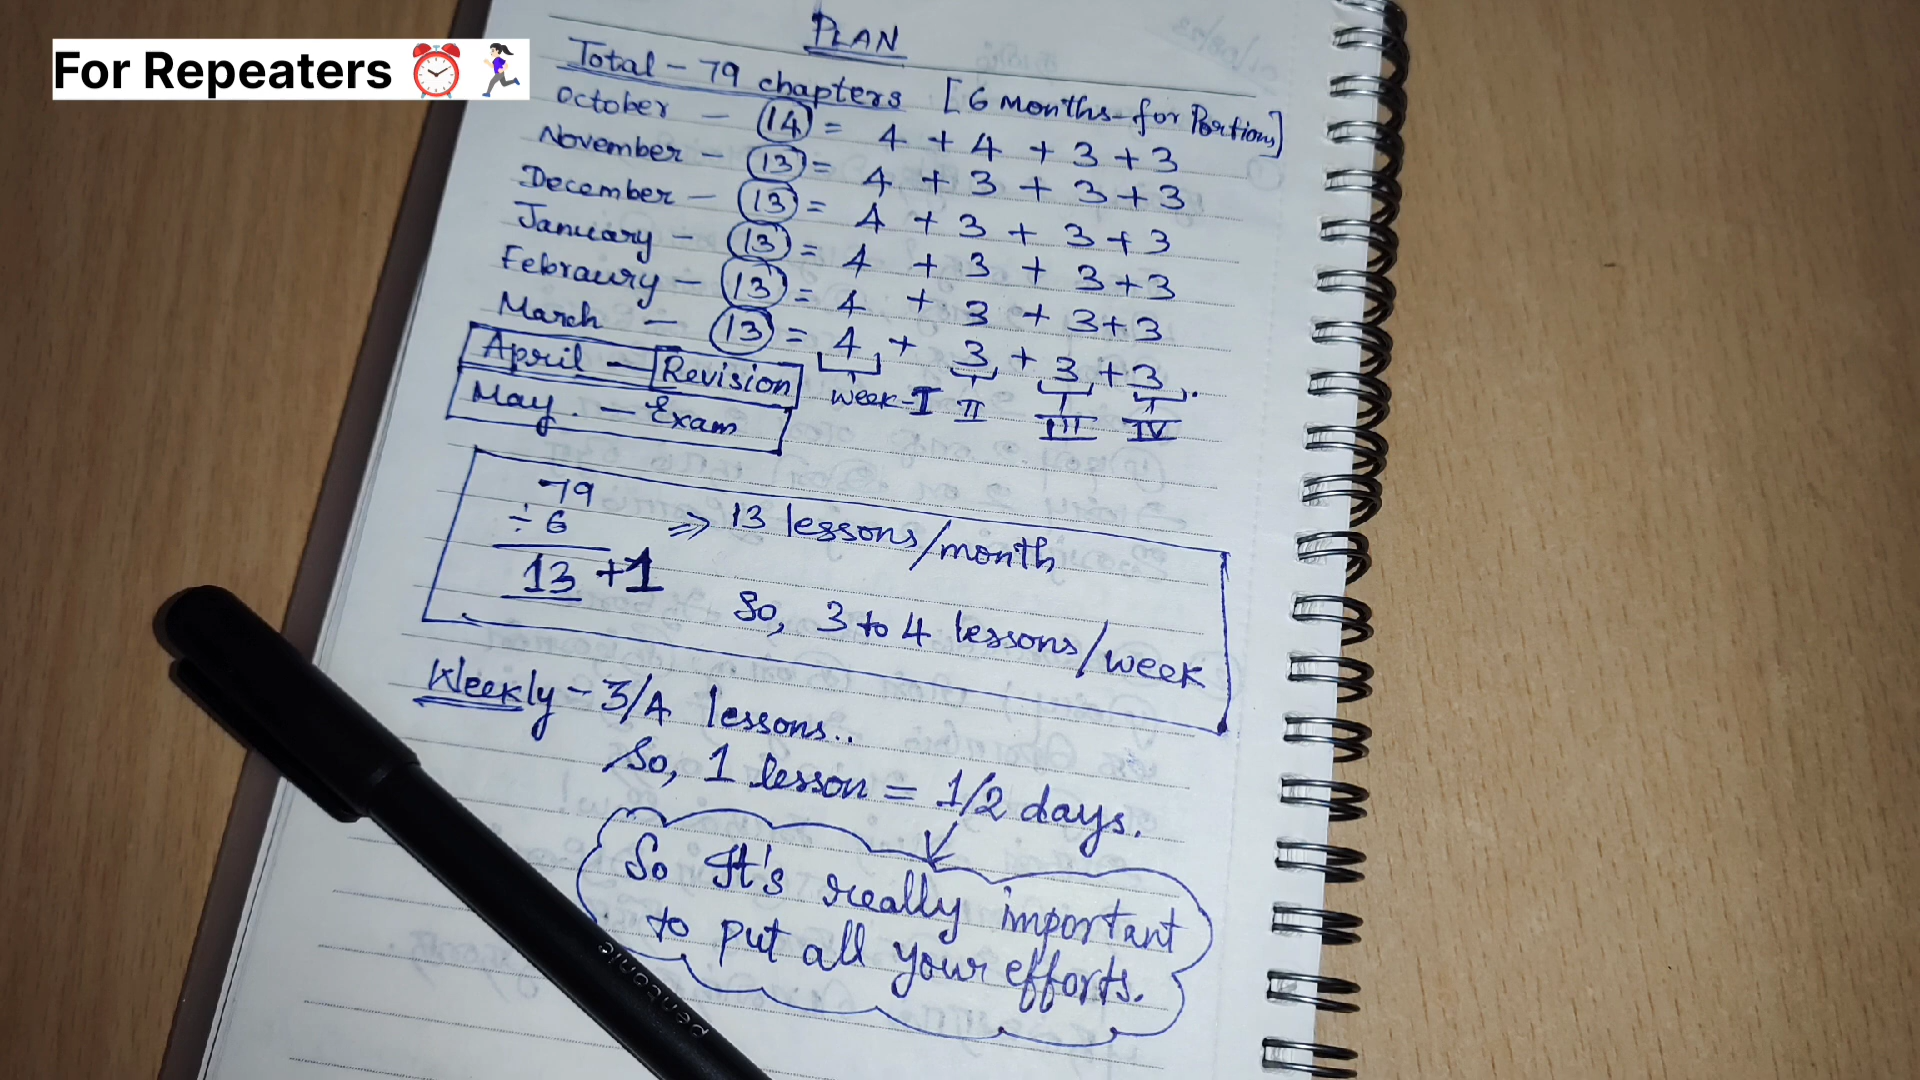 For Repeaters ⏰🏃🏻‍♀️
PLAN
Total - 79 chapters [6 Months-for Portions]
October - 14 = 4 + 4 + 3 + 3
November - 13 = 4 + 3 + 3 + 3
December - 13 = 4 + 3 + 3 + 3
January - 13 = 4 + 3 + 3 + 3
Febraury - 13 = 4 + 3 + 3 + 3
March - 13 = 4 + 3 + 3 + 3.
April - Revision
week-I II III IV
May. - Exam
79
÷ 6
13 +1
⇒ 13 lessons/month
So, 3 to 4 lessons/week
Weekly - 3/4 lessons..
So, 1 lesson = 1/2 days.
So It's really important
to put all your efforts.
pentonic